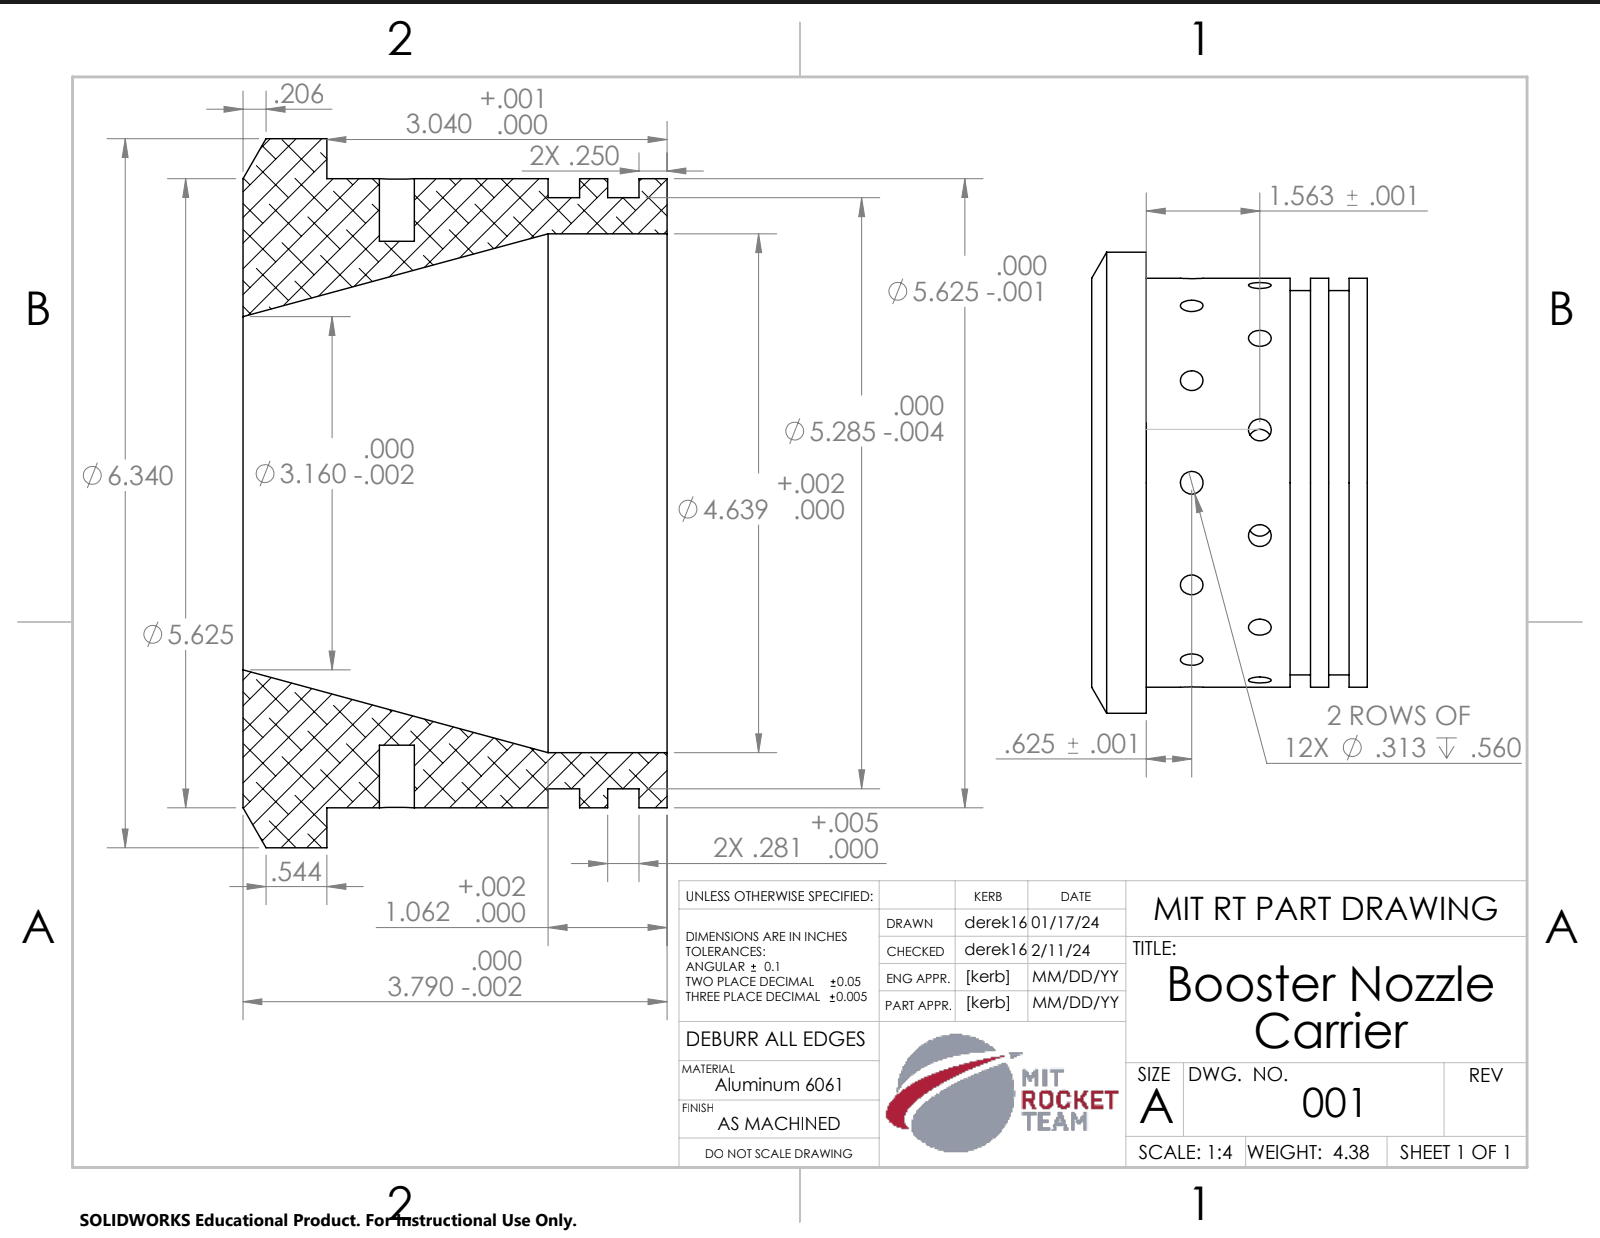 2
1
.206
+.001
3.040 .000
2X .250
1.563 ± .001
B
B
.000
∅5.625 -.001
.000
∅5.285 -.004
.000
∅3.160 -.002
∅6.340
+.002
∅4.639 .000
∅5.625
2 ROWS OF
12X ∅ .313 ↧ .560
.625 ± .001
+.005
2X .281 .000
.544
+.002
1.062 .000
.000
3.790 -.002
A
A
UNLESS OTHERWISE SPECIFIED:
DIMENSIONS ARE IN INCHES
TOLERANCES:
ANGULAR ± 0.1
TWO PLACE DECIMAL ±0.05
THREE PLACE DECIMAL ±0.005
DEBURR ALL EDGES
MATERIAL
Aluminum 6061
FINISH
AS MACHINED
DO NOT SCALE DRAWING
KERB DATE
DRAWN derek16 01/17/24
CHECKED derek16 2/11/24
ENG APPR. [kerb] MM/DD/YY
PART APPR. [kerb] MM/DD/YY
MIT
ROCKET
TEAM
MIT RT PART DRAWING
TITLE:
Booster Nozzle
Carrier
SIZE DWG. NO. REV
A 001
SCALE: 1:4 WEIGHT: 4.38 SHEET 1 OF 1
2
1
SOLIDWORKS Educational Product. For Instructional Use Only.